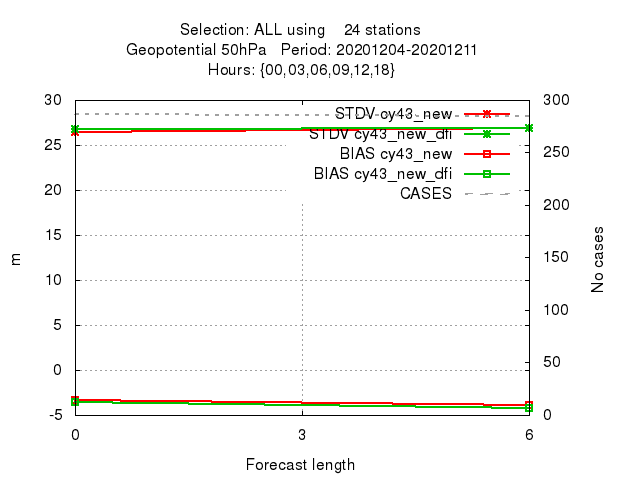 Selection: ALL using 24 stations
Geopotential 50hPa Period: 20201204-20201211
Hours: {00,03,06,09,12,18}
30
25
20
15
10
5
0
-5
m
300
250
200
150
100
50
0
No cases
STDV cy43_new
STDV cy43_new_dfi
BIAS cy43_new
BIAS cy43_new_dfi
CASES
0 3 6
Forecast length